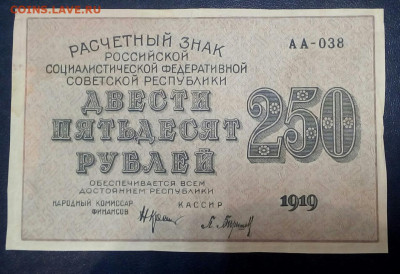 COINS.LAVE.RU
РАСЧЕТНЫЙ ЗНАК
РОССИЙСКОЙ
СОЦИАЛИСТИЧЕСКОЙ ФЕДЕРАТИВНОЙ
СОВЕТСКОЙ РЕСПУБЛИКИ
АА-038
ДВЕСТИ
ПЯТЬДЕСЯТ
РУБЛЕЙ
250
ОБЕСПЕЧИВАЕТСЯ ВСЕМ
ДОСТОЯНИЕМ РЕСПУБЛИКИ
НАРОДНЫЙ КОМИССАР
ФИНАНСОВ
КАССИР
1919